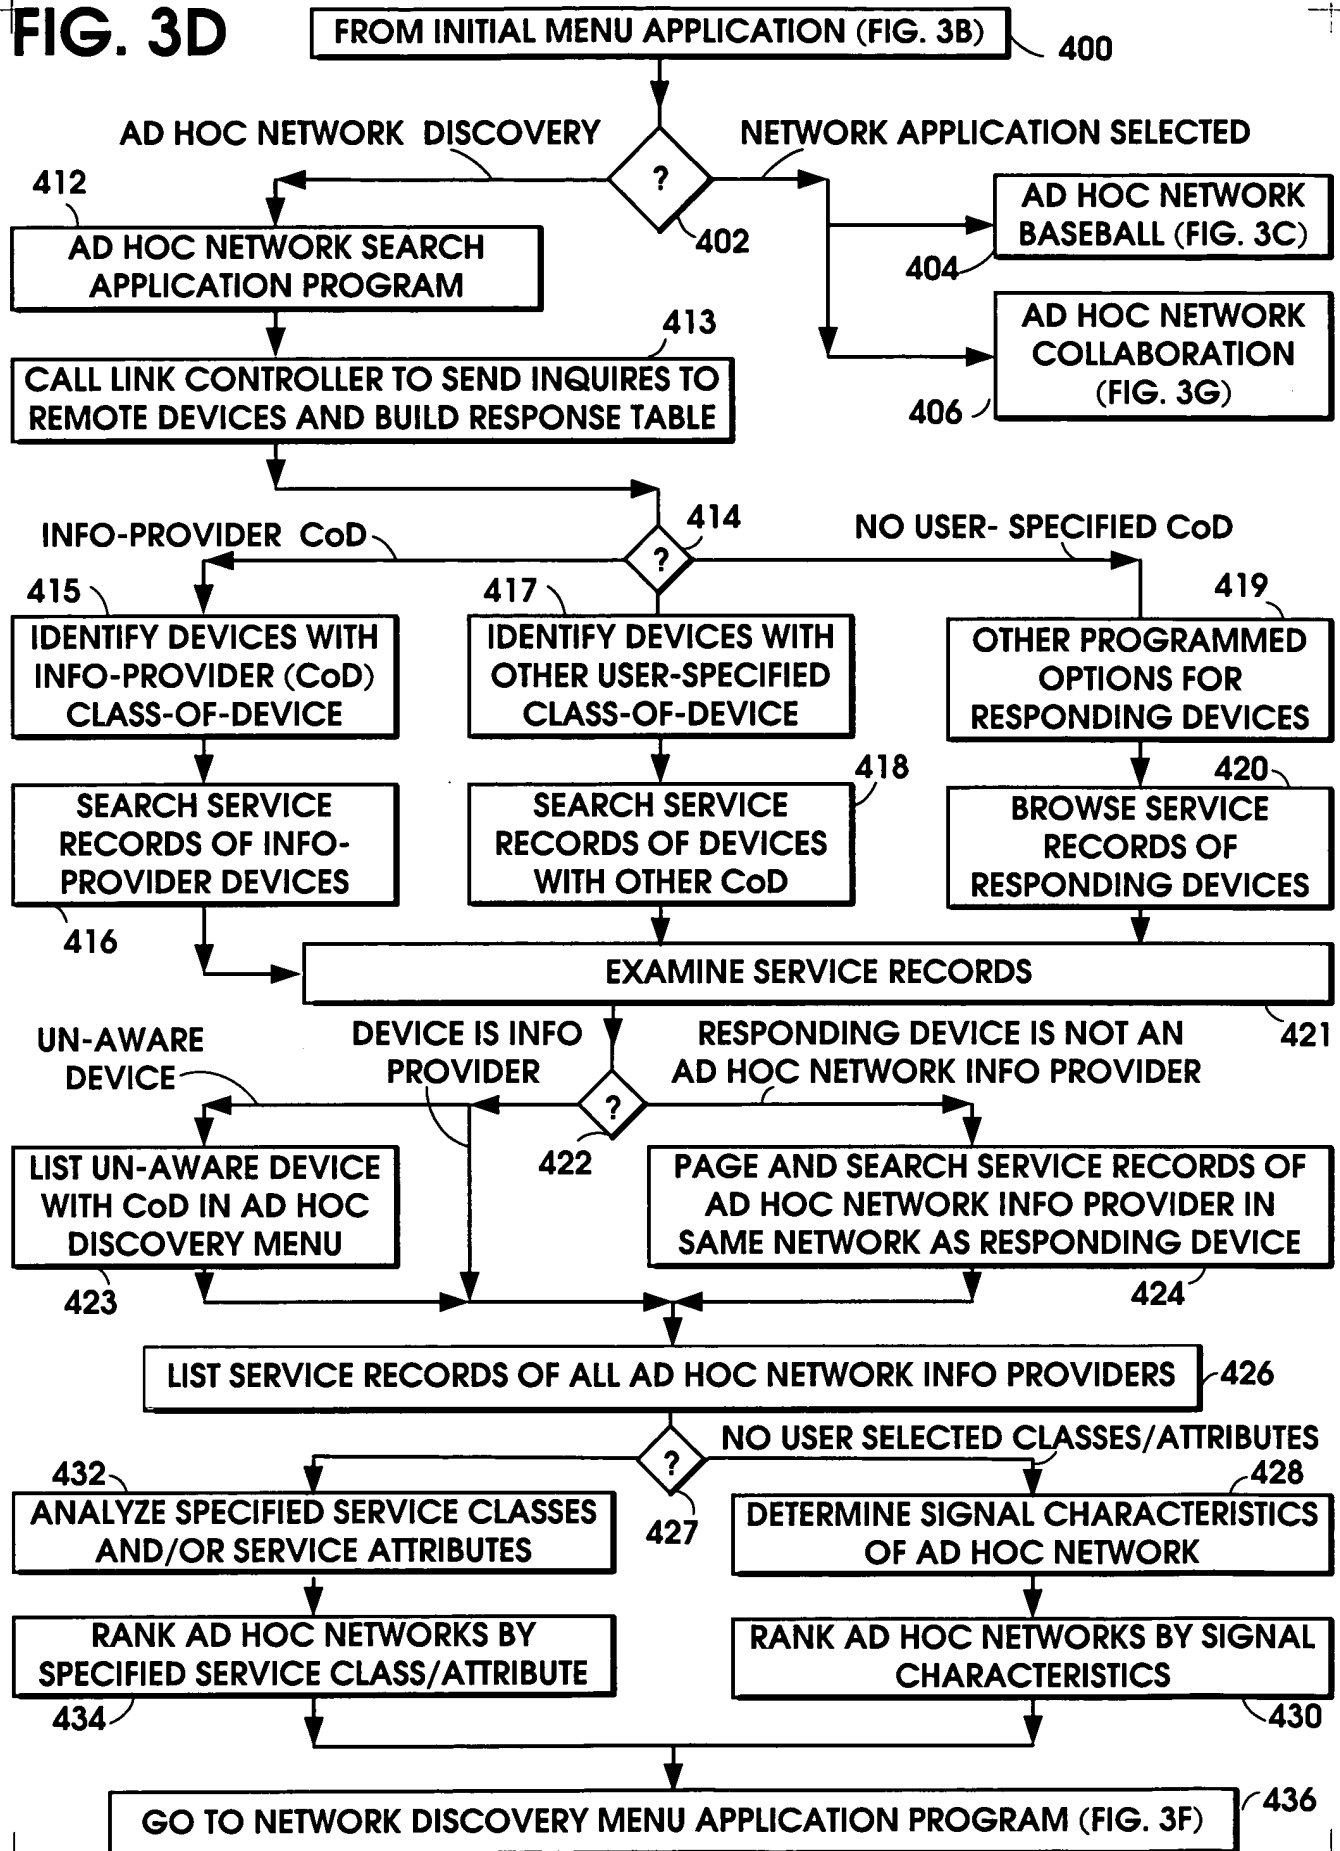 FIG. 3D
FROM INITIAL MENU APPLICATION (FIG. 3B)
400
AD HOC NETWORK DISCOVERY
NETWORK APPLICATION SELECTED
?
402
412
AD HOC NETWORK SEARCH
APPLICATION PROGRAM
AD HOC NETWORK
BASEBALL (FIG. 3C)
404
AD HOC NETWORK
COLLABORATION
(FIG. 3G)
406
413
CALL LINK CONTROLLER TO SEND INQUIRES TO
REMOTE DEVICES AND BUILD RESPONSE TABLE
414
?
INFO-PROVIDER CoD
NO USER- SPECIFIED CoD
415
IDENTIFY DEVICES WITH
INFO-PROVIDER (CoD)
CLASS-OF-DEVICE
417
IDENTIFY DEVICES WITH
OTHER USER-SPECIFIED
CLASS-OF-DEVICE
419
OTHER PROGRAMMED
OPTIONS FOR
RESPONDING DEVICES
SEARCH SERVICE
RECORDS OF INFO-
PROVIDER DEVICES
416
418
SEARCH SERVICE
RECORDS OF DEVICES
WITH OTHER CoD
420
BROWSE SERVICE
RECORDS OF
RESPONDING DEVICES
EXAMINE SERVICE RECORDS
421
UN-AWARE
DEVICE
DEVICE IS INFO
PROVIDER
RESPONDING DEVICE IS NOT AN
AD HOC NETWORK INFO PROVIDER
?
422
LIST UN-AWARE DEVICE
WITH CoD IN AD HOC
DISCOVERY MENU
423
PAGE AND SEARCH SERVICE RECORDS OF
AD HOC NETWORK INFO PROVIDER IN
SAME NETWORK AS RESPONDING DEVICE
424
LIST SERVICE RECORDS OF ALL AD HOC NETWORK INFO PROVIDERS
426
NO USER SELECTED CLASSES/ATTRIBUTES
?
427
432
ANALYZE SPECIFIED SERVICE CLASSES
AND/OR SERVICE ATTRIBUTES
428
DETERMINE SIGNAL CHARACTERISTICS
OF AD HOC NETWORK
RANK AD HOC NETWORKS BY
SPECIFIED SERVICE CLASS/ATTRIBUTE
434
RANK AD HOC NETWORKS BY SIGNAL
CHARACTERISTICS
430
GO TO NETWORK DISCOVERY MENU APPLICATION PROGRAM (FIG. 3F)
436